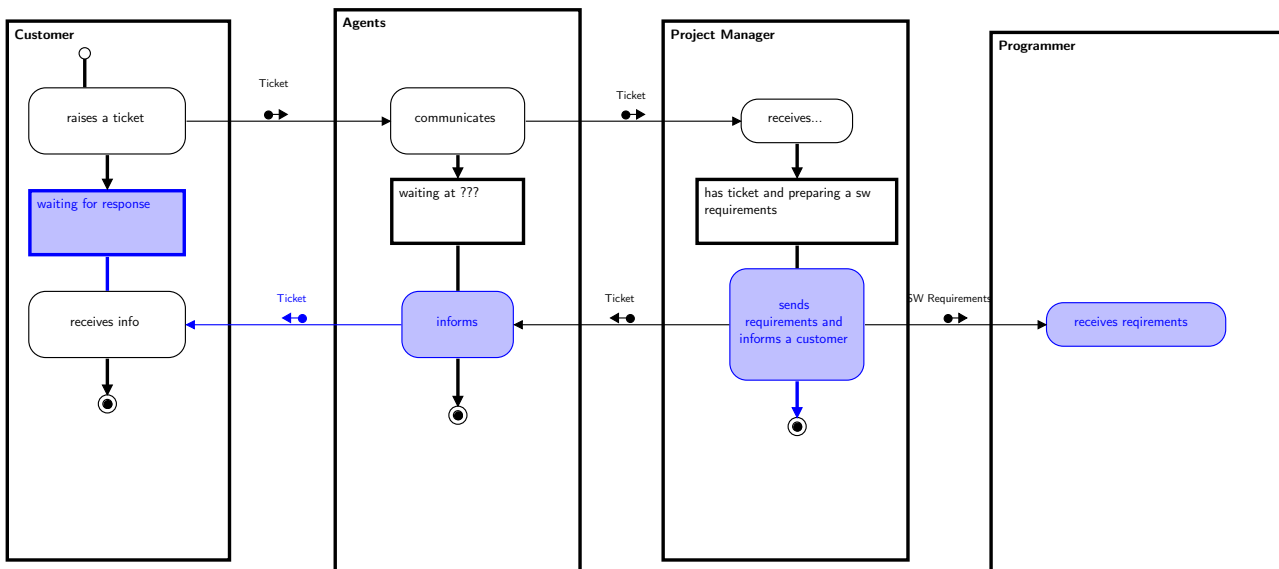 Customer
Agents
Project Manager
Programmer
Ticket
Ticket
raises a ticket
communicates
receives...
waiting for response
waiting at ???
has ticket and preparing a sw
requirements
Ticket
Ticket
SW Requirements
receives info
informs
sends
requirements and
informs a customer
receives reqirements